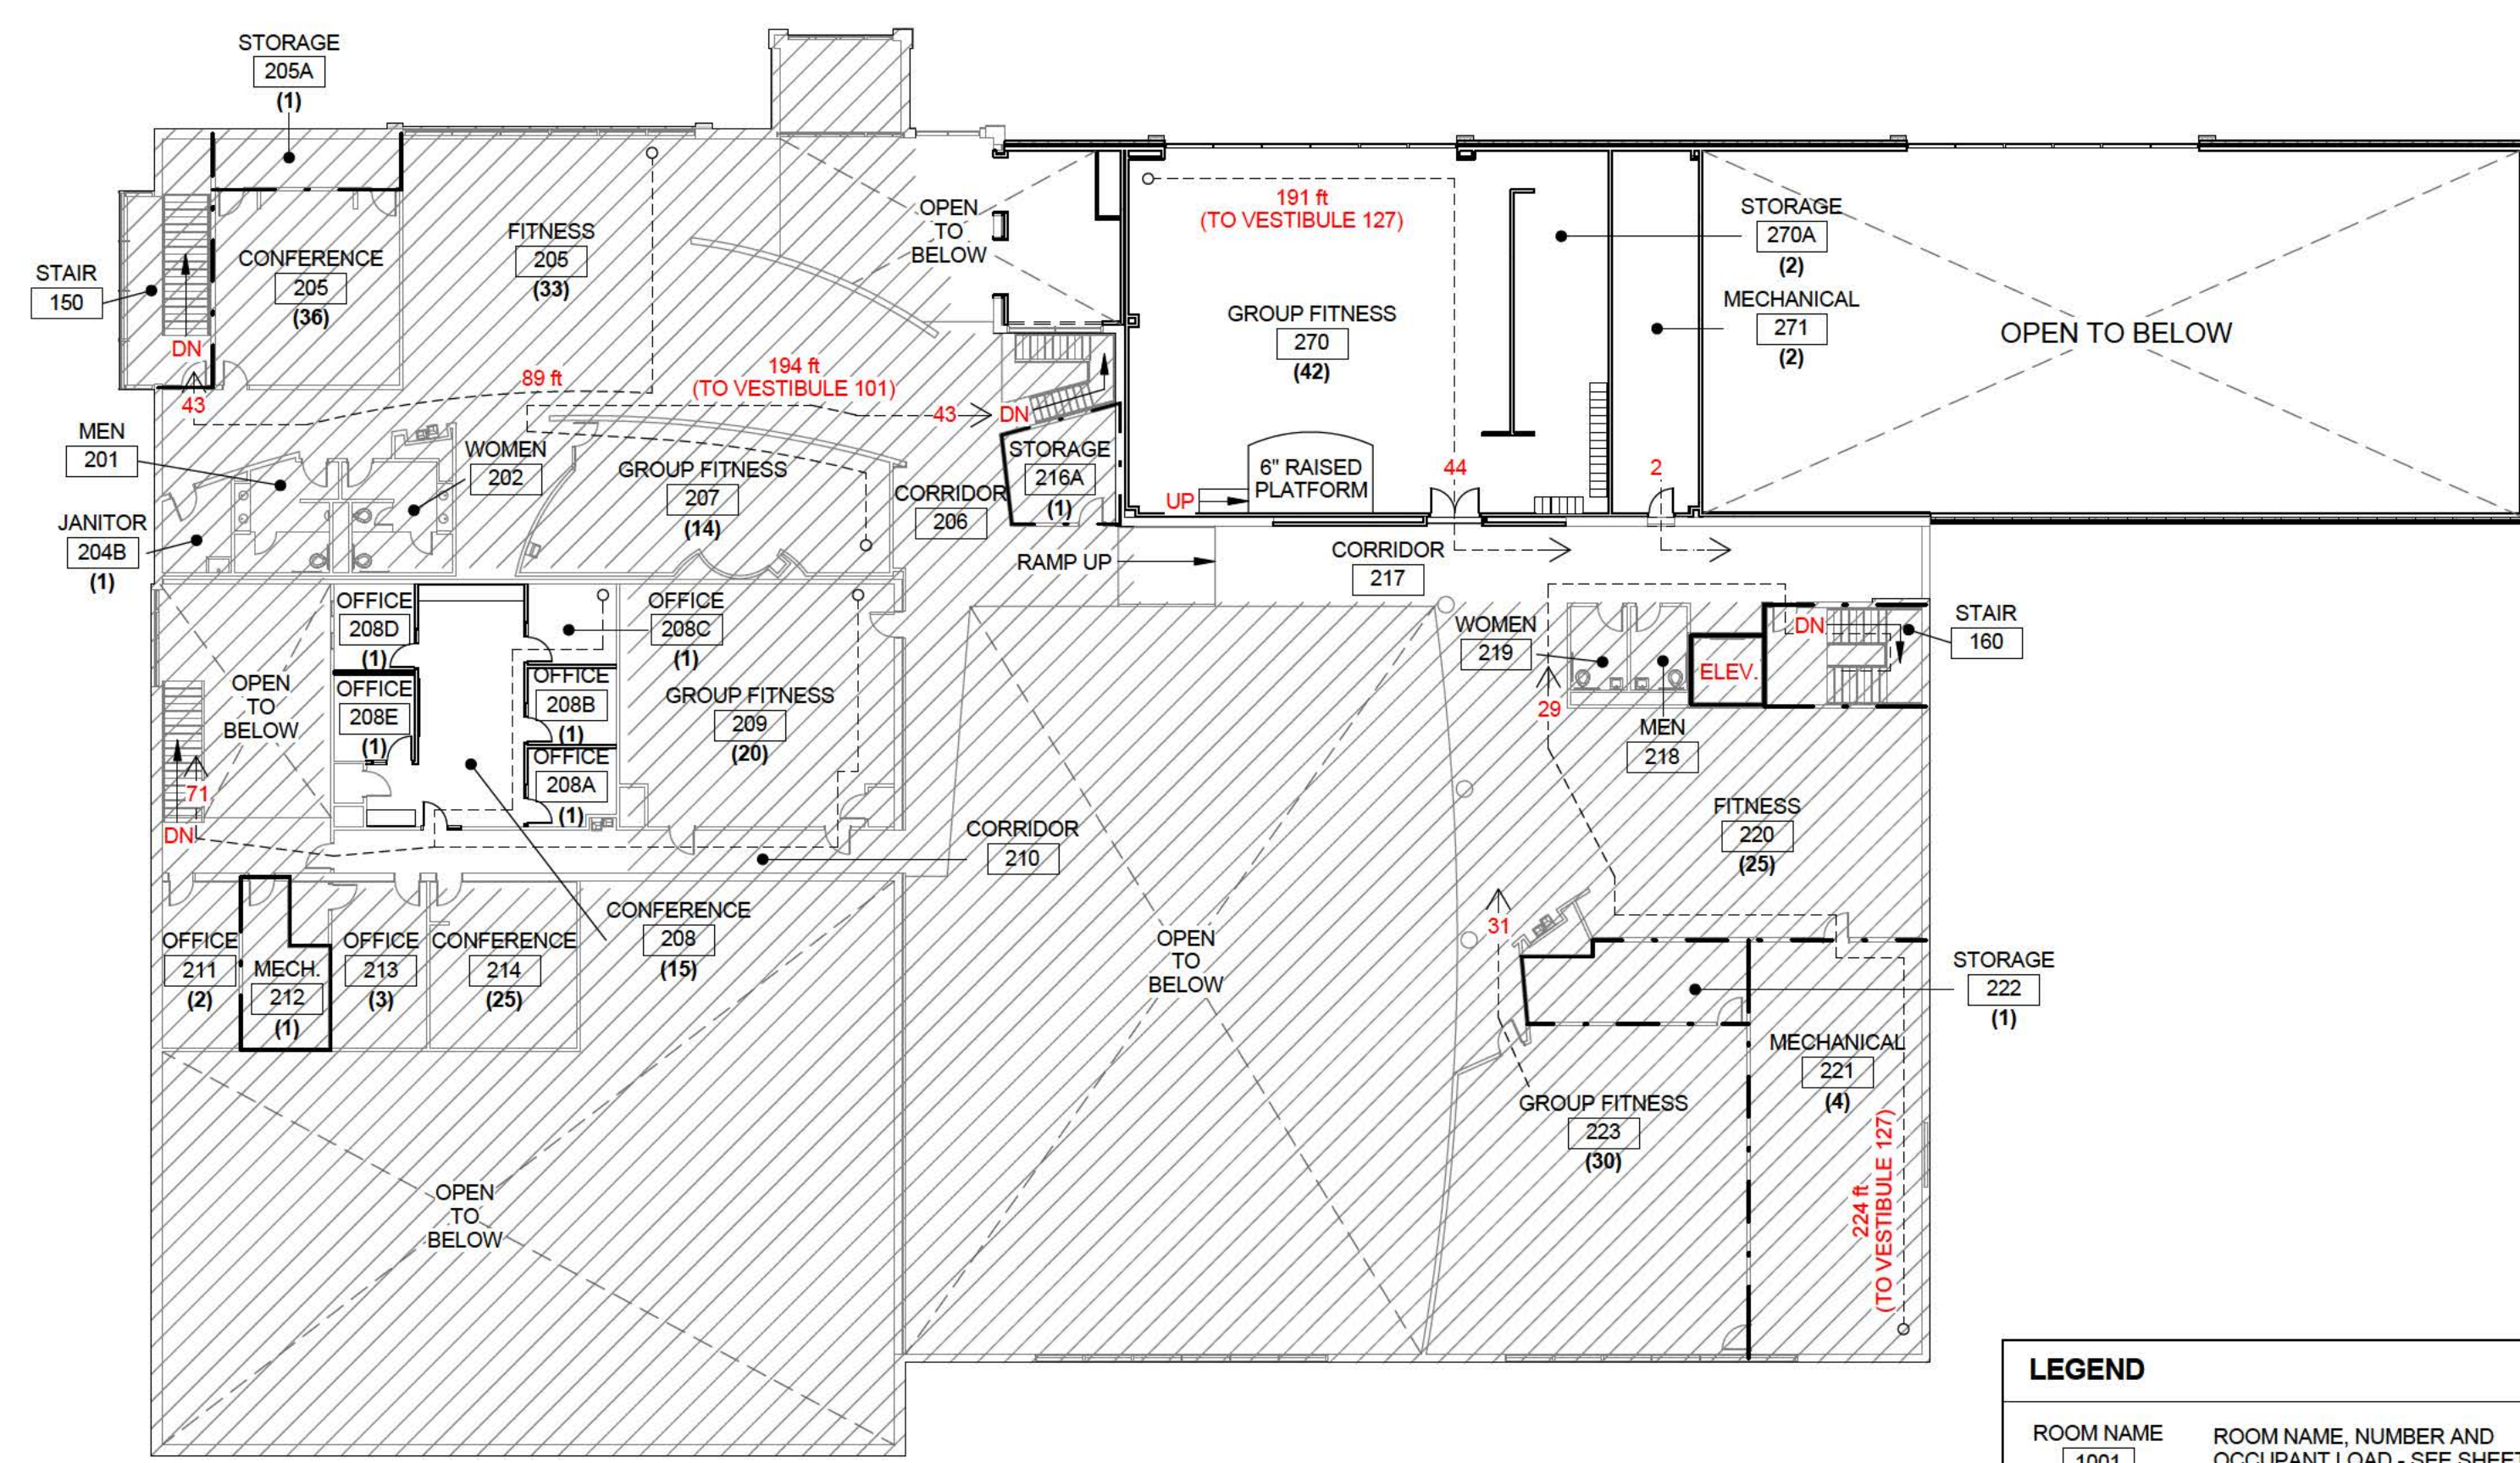 STORAGE
205A
(1)
STAIR
150
CONFERENCE
205
(36)
FITNESS
205
(33)
OPEN
TO
BELOW
191 ft
(TO VESTIBULE 127)
GROUP FITNESS
270
(42)
STORAGE
270A
(2)
MECHANICAL
271
(2)
OPEN TO BELOW
DN
43
89 ft
194 ft
(TO VESTIBULE 101)
43
DN
MEN
201
WOMEN
202
JANITOR
204B
(1)
GROUP FITNESS
207
(14)
CORRIDOR
206
STORAGE
216A
(1)
6" RAISED
PLATFORM
UP
44
2
RAMP UP
CORRIDOR
217
OFFICE
208D
(1)
OFFICE
208C
(1)
OFFICE
208E
(1)
OFFICE
208B
(1)
OFFICE
208A
(1)
OPEN
TO
BELOW
GROUP FITNESS
209
(20)
71
DN
CORRIDOR
210
WOMEN
219
MEN
218
ELEV.
DN
STAIR
160
29
FITNESS
220
(25)
OFFICE
211
(2)
MECH.
212
(1)
OFFICE
213
(3)
CONFERENCE
214
(25)
CONFERENCE
208
(15)
OPEN
TO
BELOW
31
STORAGE
222
(1)
MECHANICAL
221
(4)
GROUP FITNESS
223
(30)
224 ft
(TO VESTIBULE 127)
OPEN
TO
BELOW
LEGEND
ROOM NAME
1001
ROOM NAME, NUMBER AND
OCCUPANT LOAD - SEE SHEET